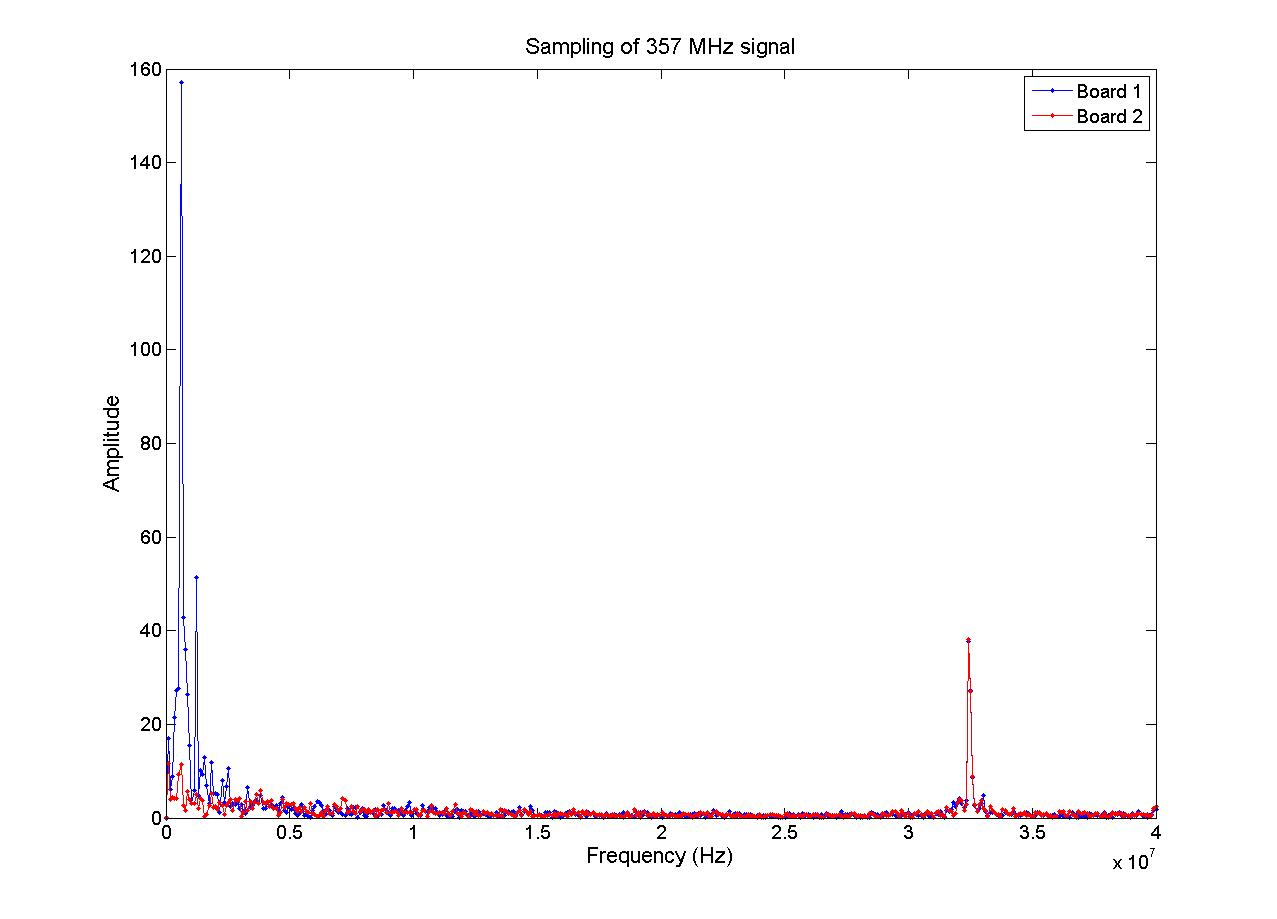 Sampling of 357 MHz signal
160
140
120
100
80
60
40
20
0
Amplitude
Board 1
Board 2
0 0.5 1 1.5 2 2.5 3 3.5 4
Frequency (Hz)
x 10^7